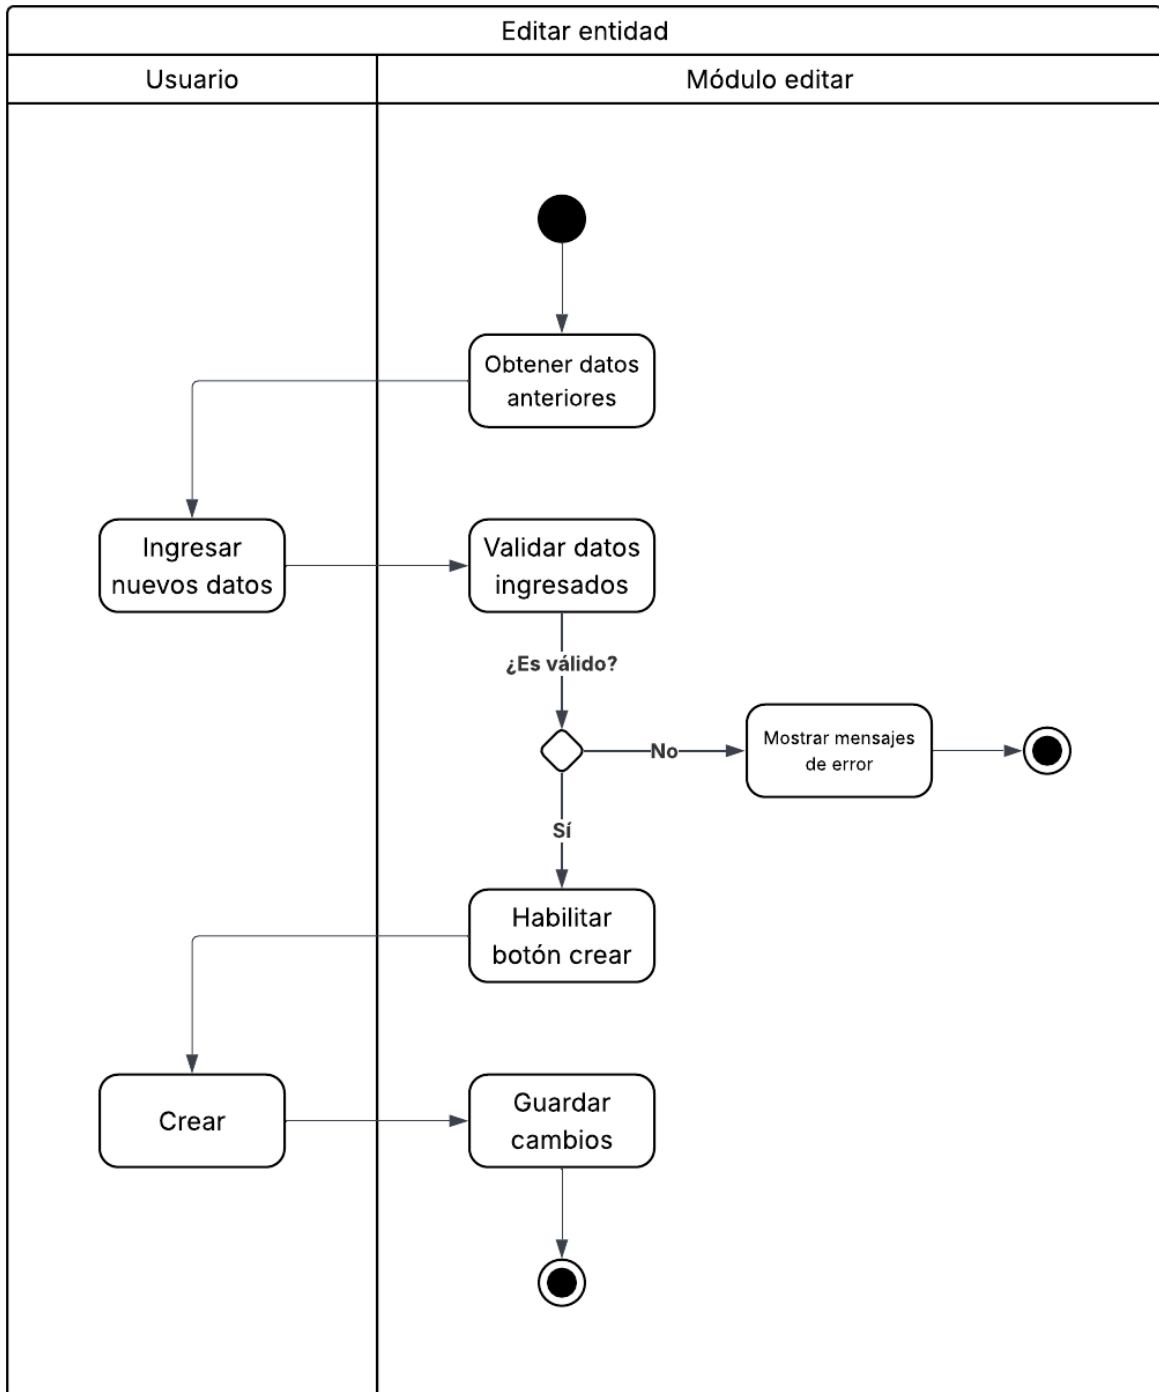 Editar entidad
Usuario
Módulo editar
Obtener datos
anteriores
Ingresar
nuevos datos
Validar datos
ingresados
¿Es válido?
No
Mostrar mensajes
de error
Sí
Habilitar
botón crear
Crear
Guardar
cambios